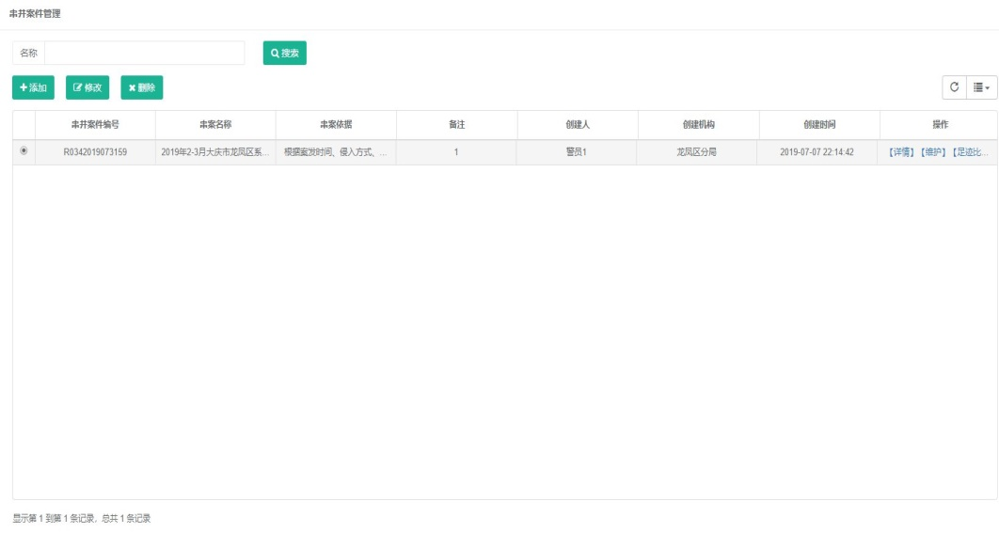 串并案件管理
名称
搜索
添加 修改 删除
串并案件编号 串案名称 串案依据 备注 创建人 创建机构 创建时间 操作
R0342019073159 2019年2-3月大庆市龙凤区系... 根据案发时间、侵入方式、... 1 警员1 龙凤区分局 2019-07-07 22:14:42 【详情】【维护】【足迹比...
显示第 1 到第 1 条记录，总共 1 条记录